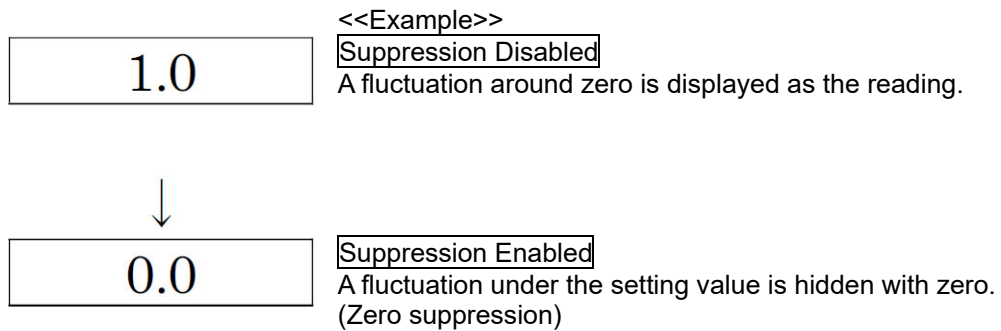 <<Example>>
Suppression Disabled
1.0
A fluctuation around zero is displayed as the reading.
↓
Suppression Enabled
0.0
A fluctuation under the setting value is hidden with zero.
(Zero suppression)